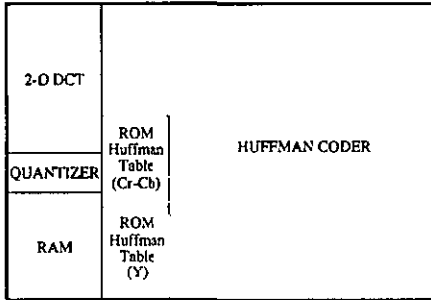 2-O DCT
QUANTIZER
RAM
ROM
Huffman
Table
(Cr-Cb)
ROM
Huffman
Table
(Y)
HUFFMAN CODER